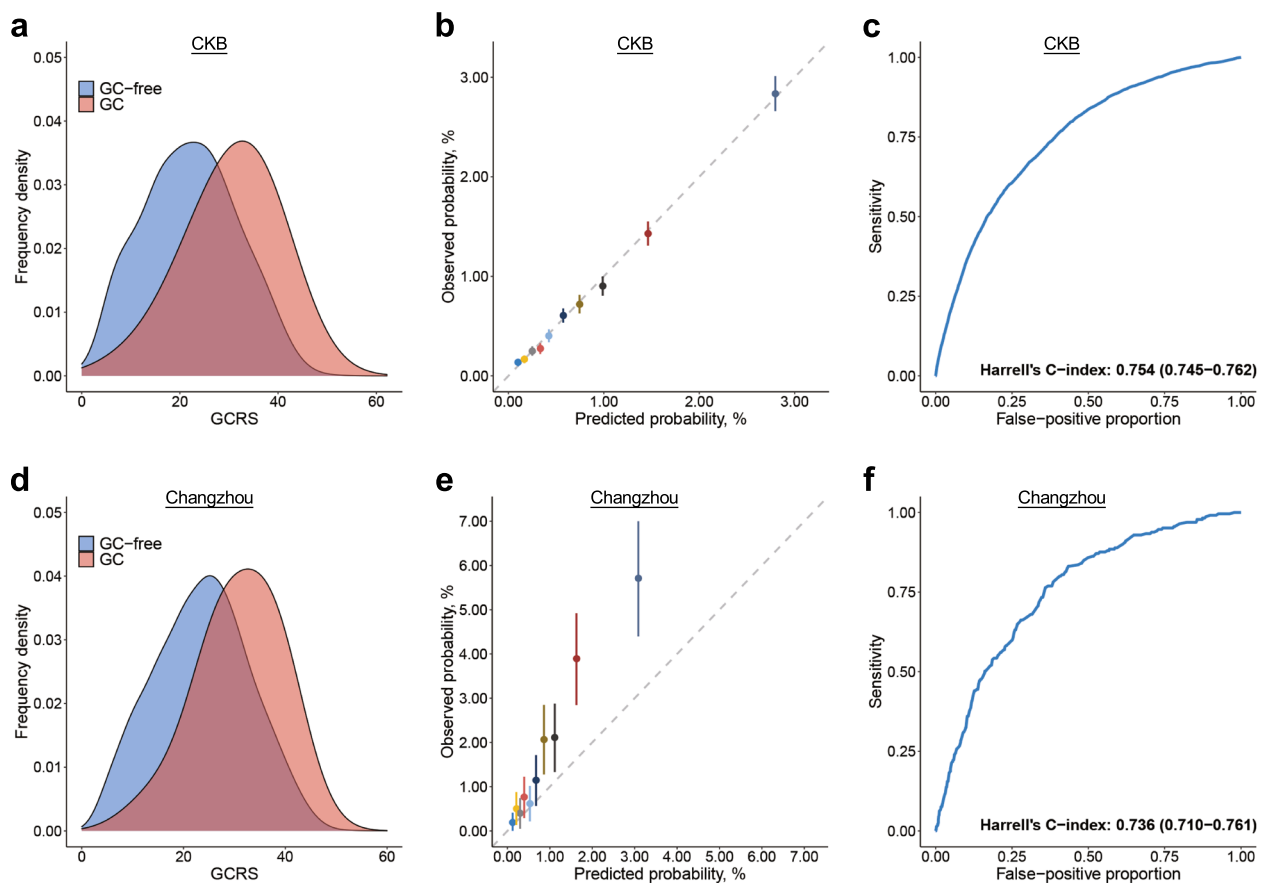 a
CKB
0.05
0.04
0.03
0.02
0.01
0.00
Frequency density
GC−free
GC
0
20
40
60
GCRS
b
CKB
3.00
2.00
1.00
0.00
Observed probability, %
0.00
1.00
2.00
3.00
Predicted probability, %
c
CKB
1.00
0.75
0.50
0.25
0.00
Sensitivity
Harrell's C−index: 0.754 (0.745−0.762)
0.00
0.25
0.50
0.75
1.00
False−positive proportion
d
Changzhou
0.05
0.04
0.03
0.02
0.01
0.00
Frequency density
GC−free
GC
0
20
40
60
GCRS
e
Changzhou
7.00
6.00
5.00
4.00
3.00
2.00
1.00
0.00
Observed probability, %
0.00
1.00
2.00
3.00
4.00
5.00
6.00
7.00
Predicted probability, %
f
Changzhou
1.00
0.75
0.50
0.25
0.00
Sensitivity
Harrell's C−index: 0.736 (0.710−0.761)
0.00
0.25
0.50
0.75
1.00
False−positive proportion